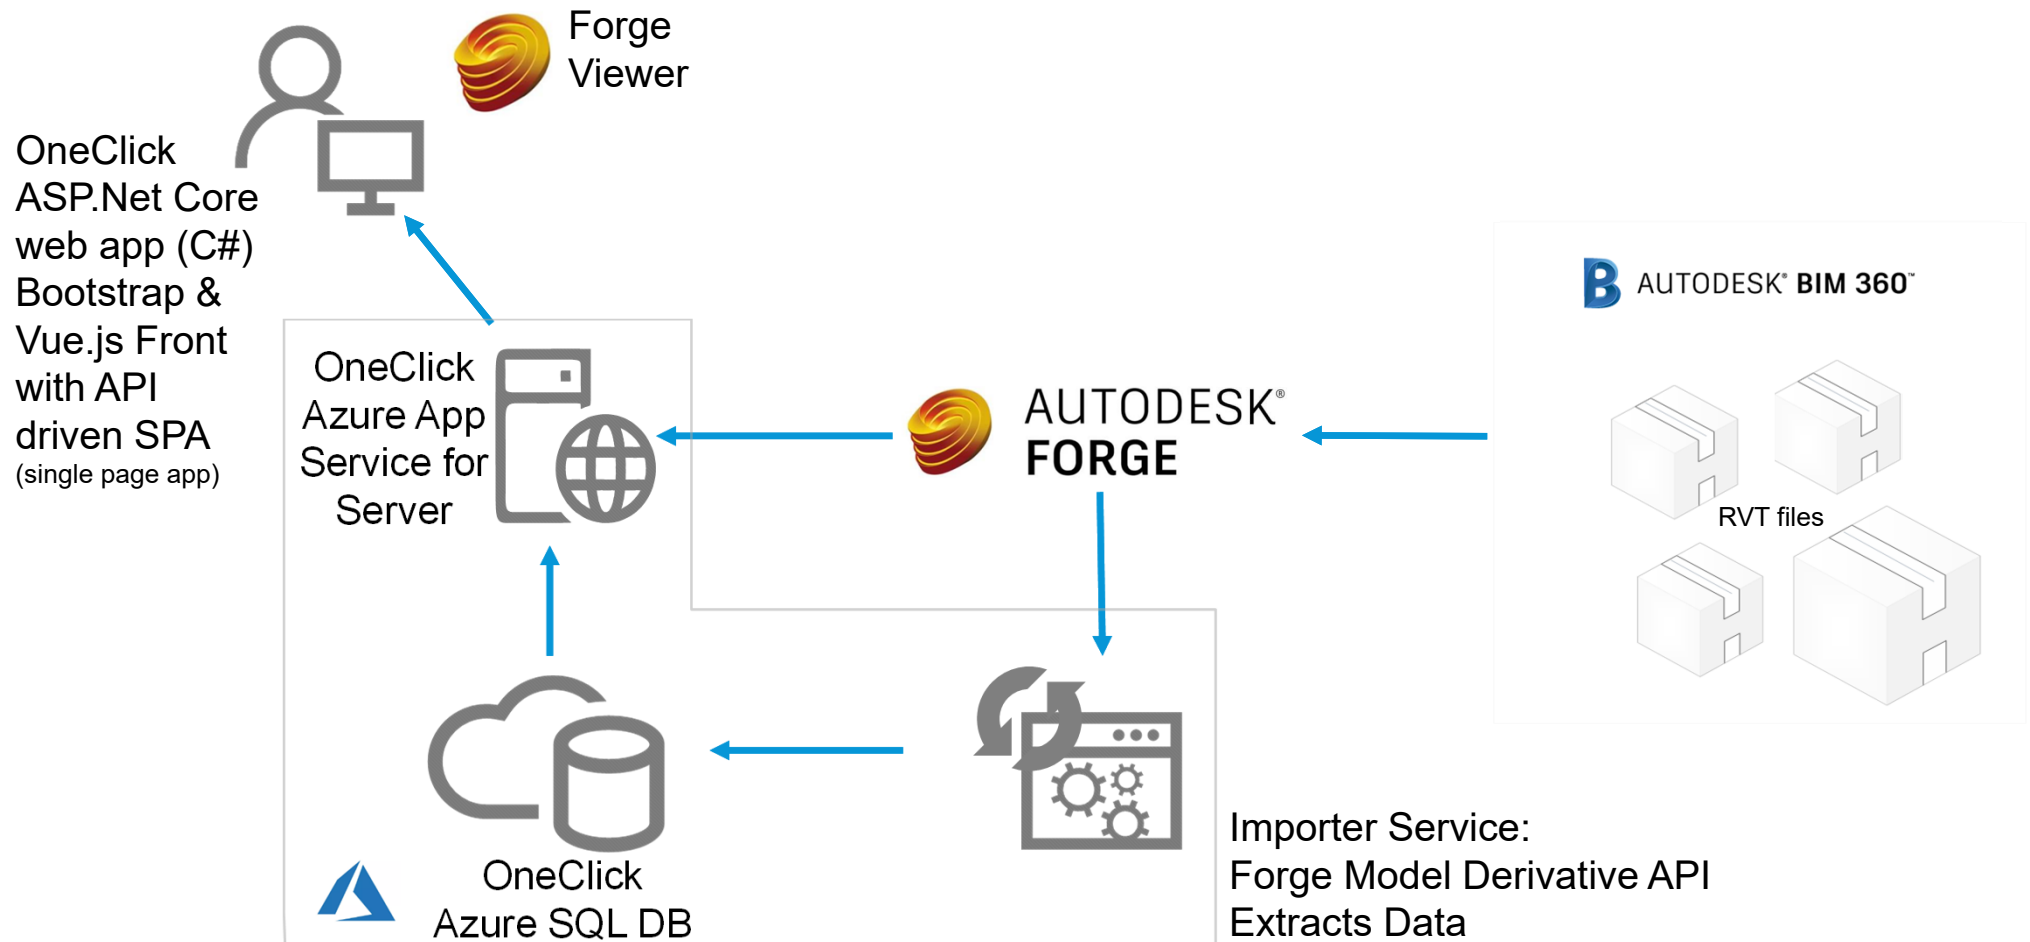 Forge
Viewer
OneClick
ASP.Net Core
web app (C#)
Bootstrap &
Vue.js Front
with API
driven SPA
(single page app)
OneClick
Azure App
Service for
Server
AUTODESK®
FORGE
AUTODESK® BIM 360™
RVT files
OneClick
Azure SQL DB
Importer Service:
Forge Model Derivative API
Extracts Data